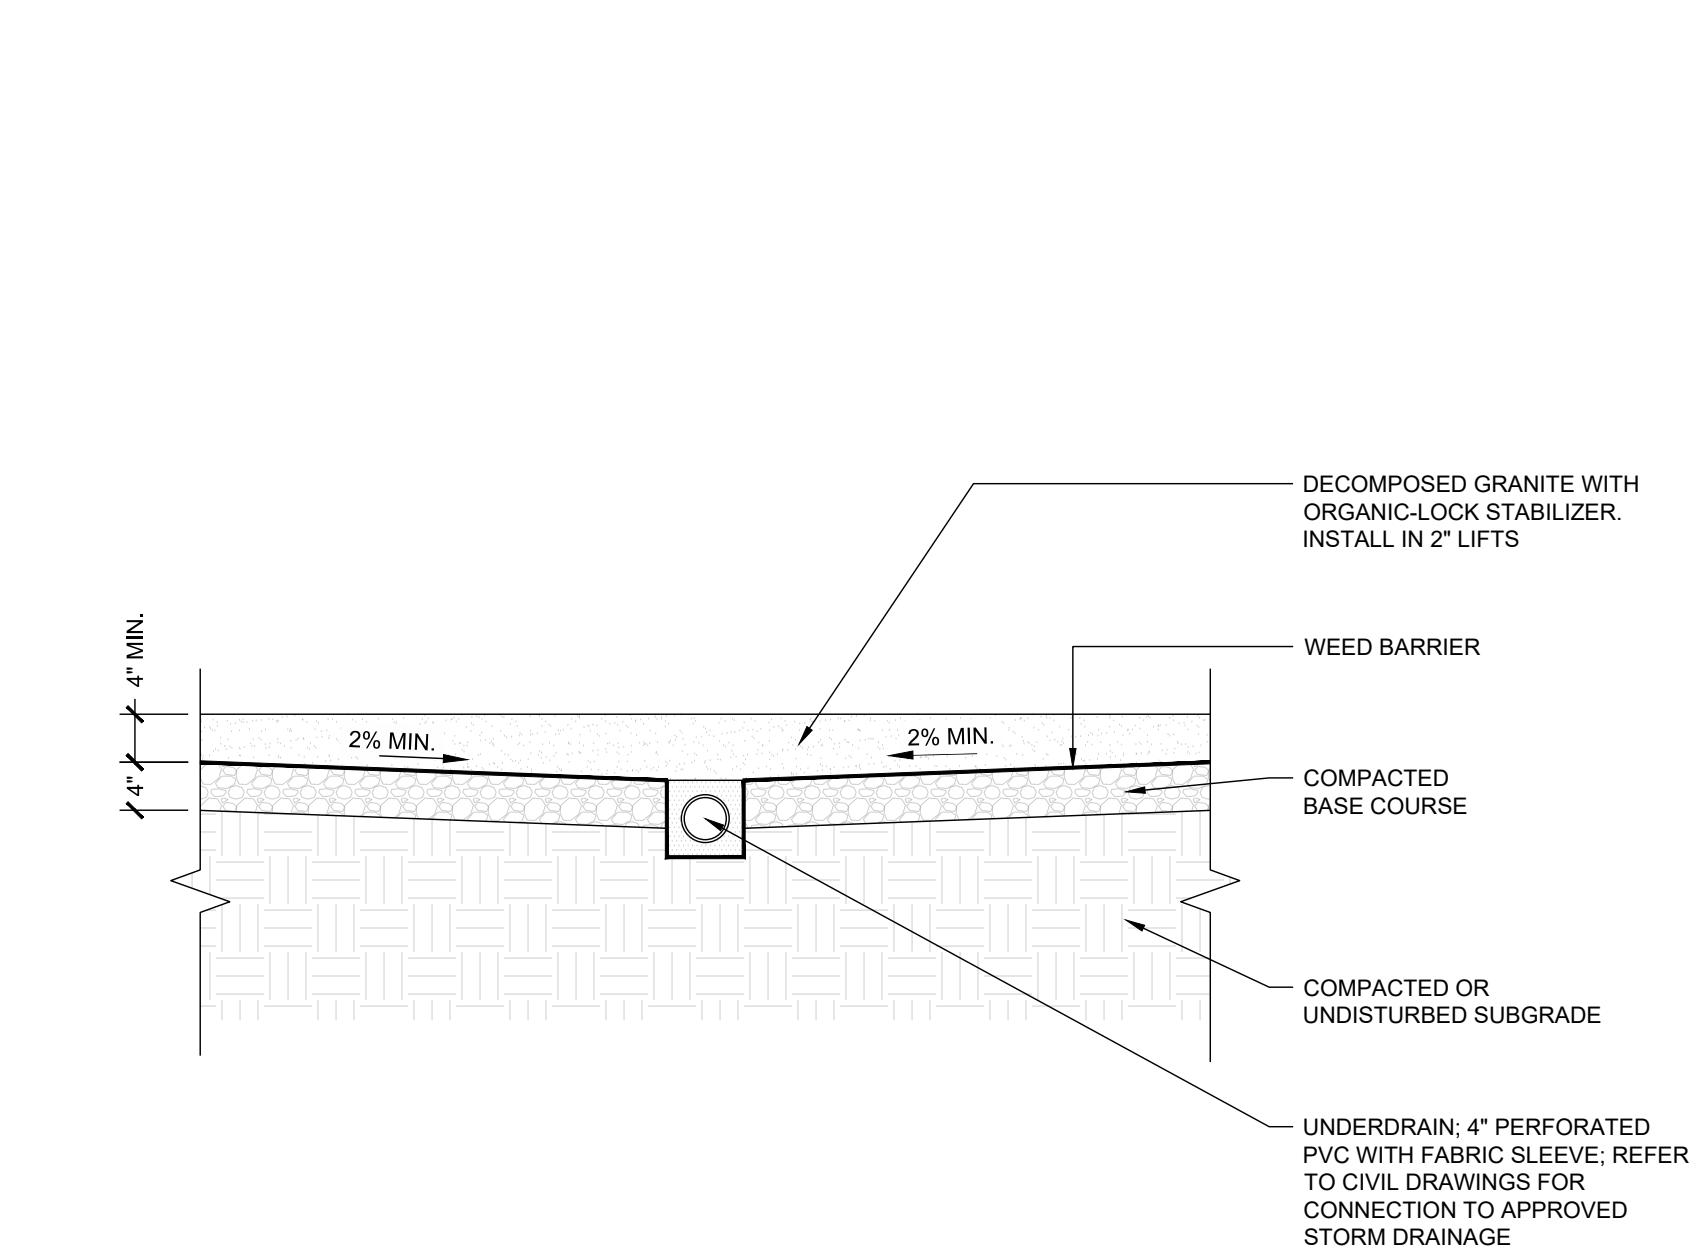 DECOMPOSED GRANITE WITH
ORGANIC-LOCK STABILIZER.
INSTALL IN 2" LIFTS
4" MIN.
WEED BARRIER
2% MIN.
2% MIN.
4"
COMPACTED
BASE COURSE
COMPACTED OR
UNDISTURBED SUBGRADE
UNDERDRAIN; 4" PERFORATED
PVC WITH FABRIC SLEEVE; REFER
TO CIVIL DRAWINGS FOR
CONNECTION TO APPROVED
STORM DRAINAGE